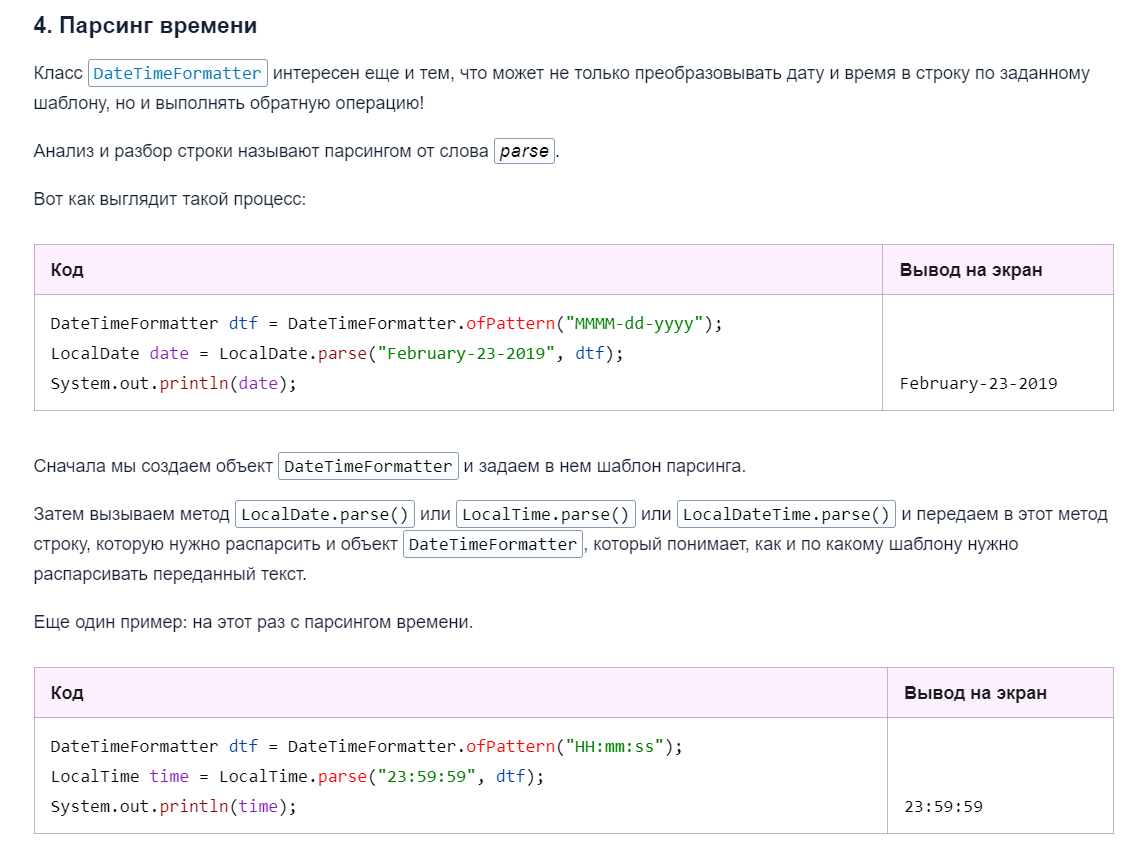 4. Парсинг времени
Класс DateTimeFormatter интересен еще и тем, что может не только преобразовывать дату и время в строку по заданному
шаблону, но и выполнять обратную операцию!
Анализ и разбор строки называют парсингом от слова parse.
Вот как выглядит такой процесс:
Код
Вывод на экран
DateTimeFormatter dtf = DateTimeFormatter.ofPattern("MMMM-dd-yyyy");
LocalDate date = LocalDate.parse("February-23-2019", dtf);
System.out.println(date);
February-23-2019
Сначала мы создаем объект DateTimeFormatter и задаем в нем шаблон парсинга.
Затем вызываем метод LocalDate.parse() или LocalTime.parse() или LocalDateTime.parse() и передаем в этот метод
строку, которую нужно распарсить и объект DateTimeFormatter, который понимает, как и по какому шаблону нужно
распарсивать переданный текст.
Еще один пример: на этот раз с парсингом времени.
Код
Вывод на экран
DateTimeFormatter dtf = DateTimeFormatter.ofPattern("HH:mm:ss");
LocalTime time = LocalTime.parse("23:59:59", dtf);
System.out.println(time);
23:59:59